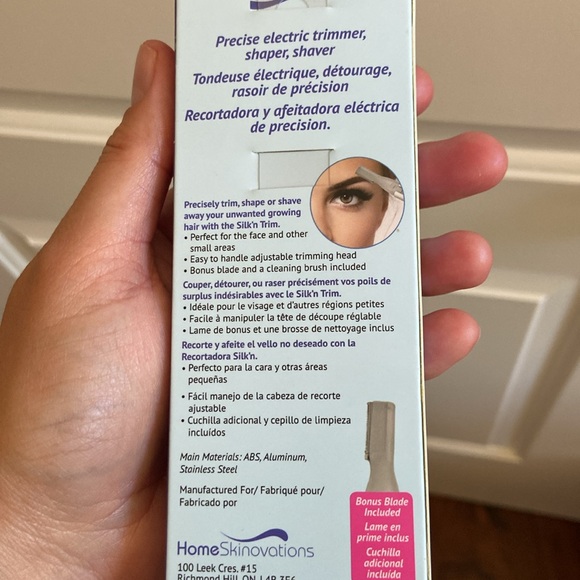 Precise electric trimmer,
shaper, shaver
Tondeuse électrique, détourage,
rasoir de précision
Recortadora y afeitadora eléctrica
de precision.
Precisely trim, shape or shave
away your unwanted growing
hair with the Silk'n Trim.
• Perfect for the face and other
small areas
• Easy to handle adjustable trimming head
• Bonus blade and a cleaning brush included
Couper, détourer, ou raser précisément vos poils de
surplus indésirables avec le Silk'n Trim.
• Idéale pour le visage et d'autres régions petites
• Facile à manipuler la tête de découpe réglable
• Lame de bonus et une brosse de nettoyage inclus
Recorte y afeite el vello no deseado con la
Recortadora Silk'n.
• Perfecto para la cara y otras áreas
pequeñas
• Fácil manejo de la cabeza de recorte
ajustable
• Cuchilla adicional y cepillo de limpieza
incluídos
Main Materials: ABS, Aluminum,
Stainless Steel
Manufactured For/ Fabriqué pour/
Fabricado por
Bonus Blade
Included
Lame en
prime inclus
Cuchilla
adicional
incluida
HomeSkinovations
100 Leek Cres. #15
Richmond Hill, ON, L4B 3E6